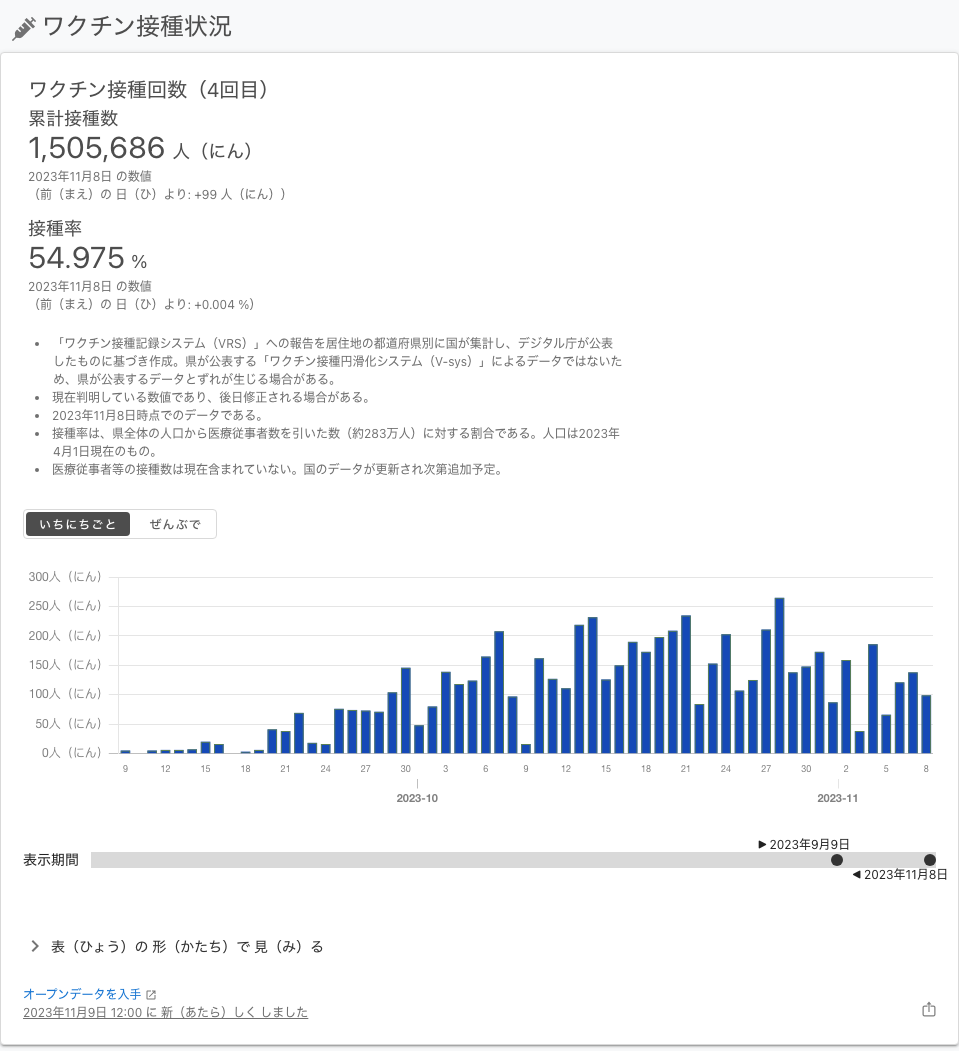 ワクチン接種状況
ワクチン接種回数（4回目）
累計接種数
1,505,686 人（にん）
2023年11月8日 の数値
（前（まえ）の 日（ひ）より: +99 人（にん））
接種率
54.975 %
2023年11月8日 の数値
（前（まえ）の 日（ひ）より: +0.004 %）
• 「ワクチン接種記録システム（VRS）」への報告を居住地の都道府県別に国が集計し、デジタル庁が公表
したものに基づき作成。県が公表する「ワクチン接種円滑化システム（V-sys）」によるデータではないた
め、県が公表するデータとずれが生じる場合がある。
• 現在判明している数値であり、後日修正される場合がある。
• 2023年11月8日時点でのデータである。
• 接種率は、県全体の人口から医療従事者数を引いた数（約283万人）に対する割合である。人口は2023年
4月1日現在のもの。
• 医療従事者等の接種数は現在含まれていない。国のデータが更新され次第追加予定。
いちにちごと ぜんぶで
300人（にん）
250人（にん）
200人（にん）
150人（にん）
100人（にん）
50人（にん）
0人（にん）
9 12 15 18 21 24 27 30 3 6 9 12 15 18 21 24 27 30 2 5 8
2023-10 2023-11
▶ 2023年9月9日
表示期間
◀ 2023年11月8日
表（ひょう）の 形（かたち）で 見（み）る
オープンデータを入手
2023年11月9日 12:00 に 新（あたら）しく しました